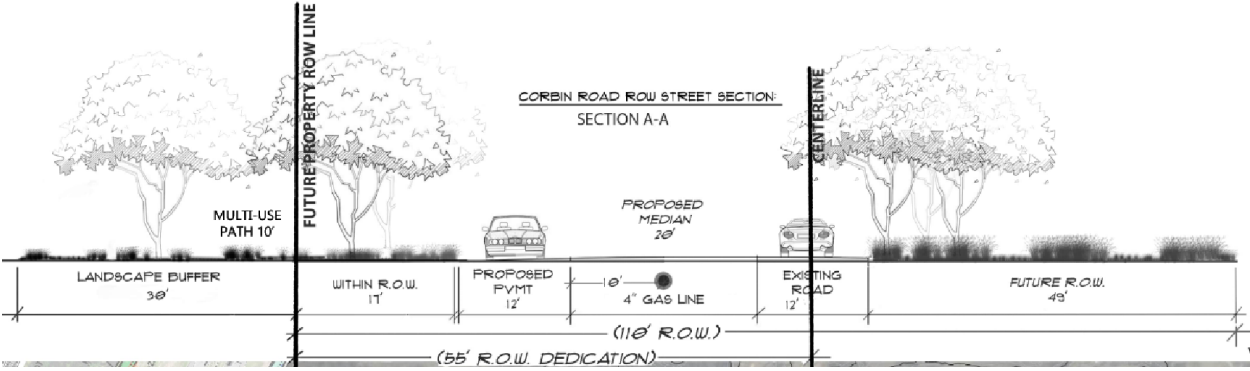 FUTURE PROPERTY ROW LINE
CENTERLINE
CORBIN ROAD ROW STREET SECTION:
SECTION A-A
MULTI-USE
PATH 10'
PROPOSED
MEDIAN
20'
LANDSCAPE BUFFER
30'
WITHIN R.O.W.
17'
PROPOSED
PVMT
12'
10'
4" GAS LINE
EXISTING
ROAD
12'
FUTURE R.O.W.
49'
(110' R.O.W.)
(55' R.O.W. DEDICATION)